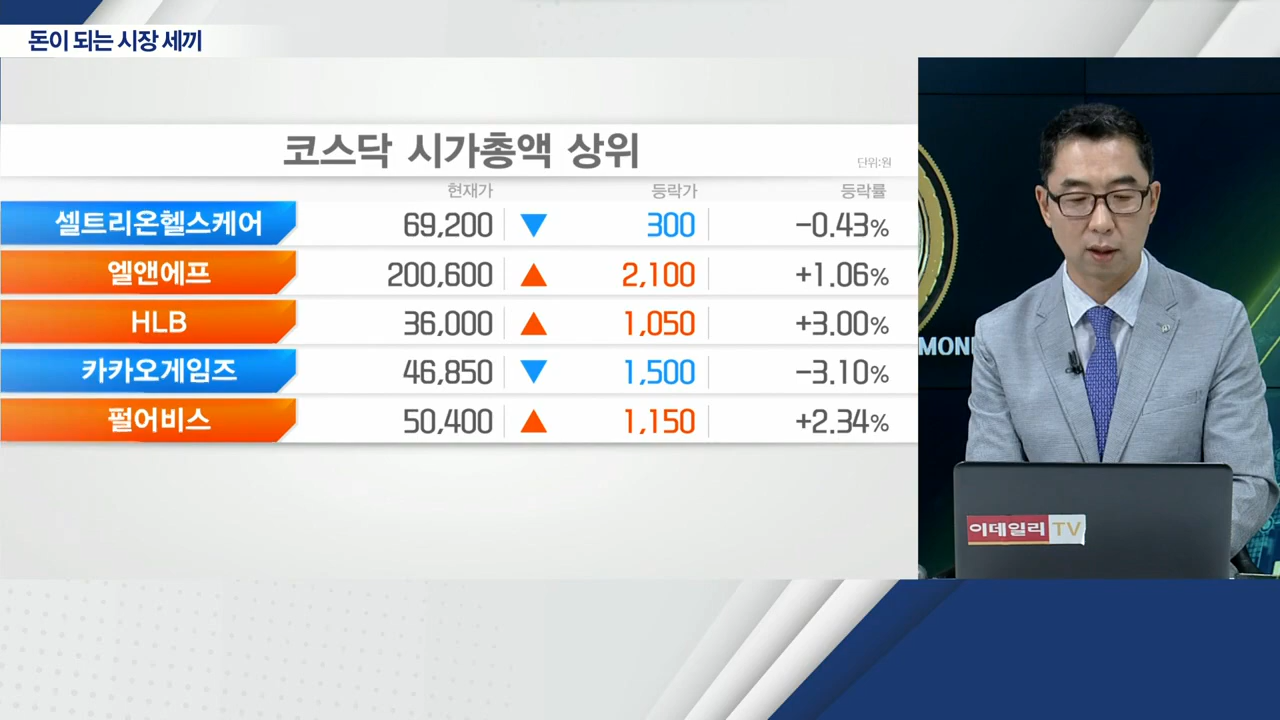 돈이 되는 시장 세끼
코스닥 시가총액 상위
단위:원
현재가 등락가 등락률
셀트리온헬스케어 69,200 ▼ 300 -0.43%
엘앤에프 200,600 ▲ 2,100 +1.06%
HLB 36,000 ▲ 1,050 +3.00%
카카오게임즈 46,850 ▼ 1,500 -3.10%
펄어비스 50,400 ▲ 1,150 +2.34%
MON
이데일리 TV